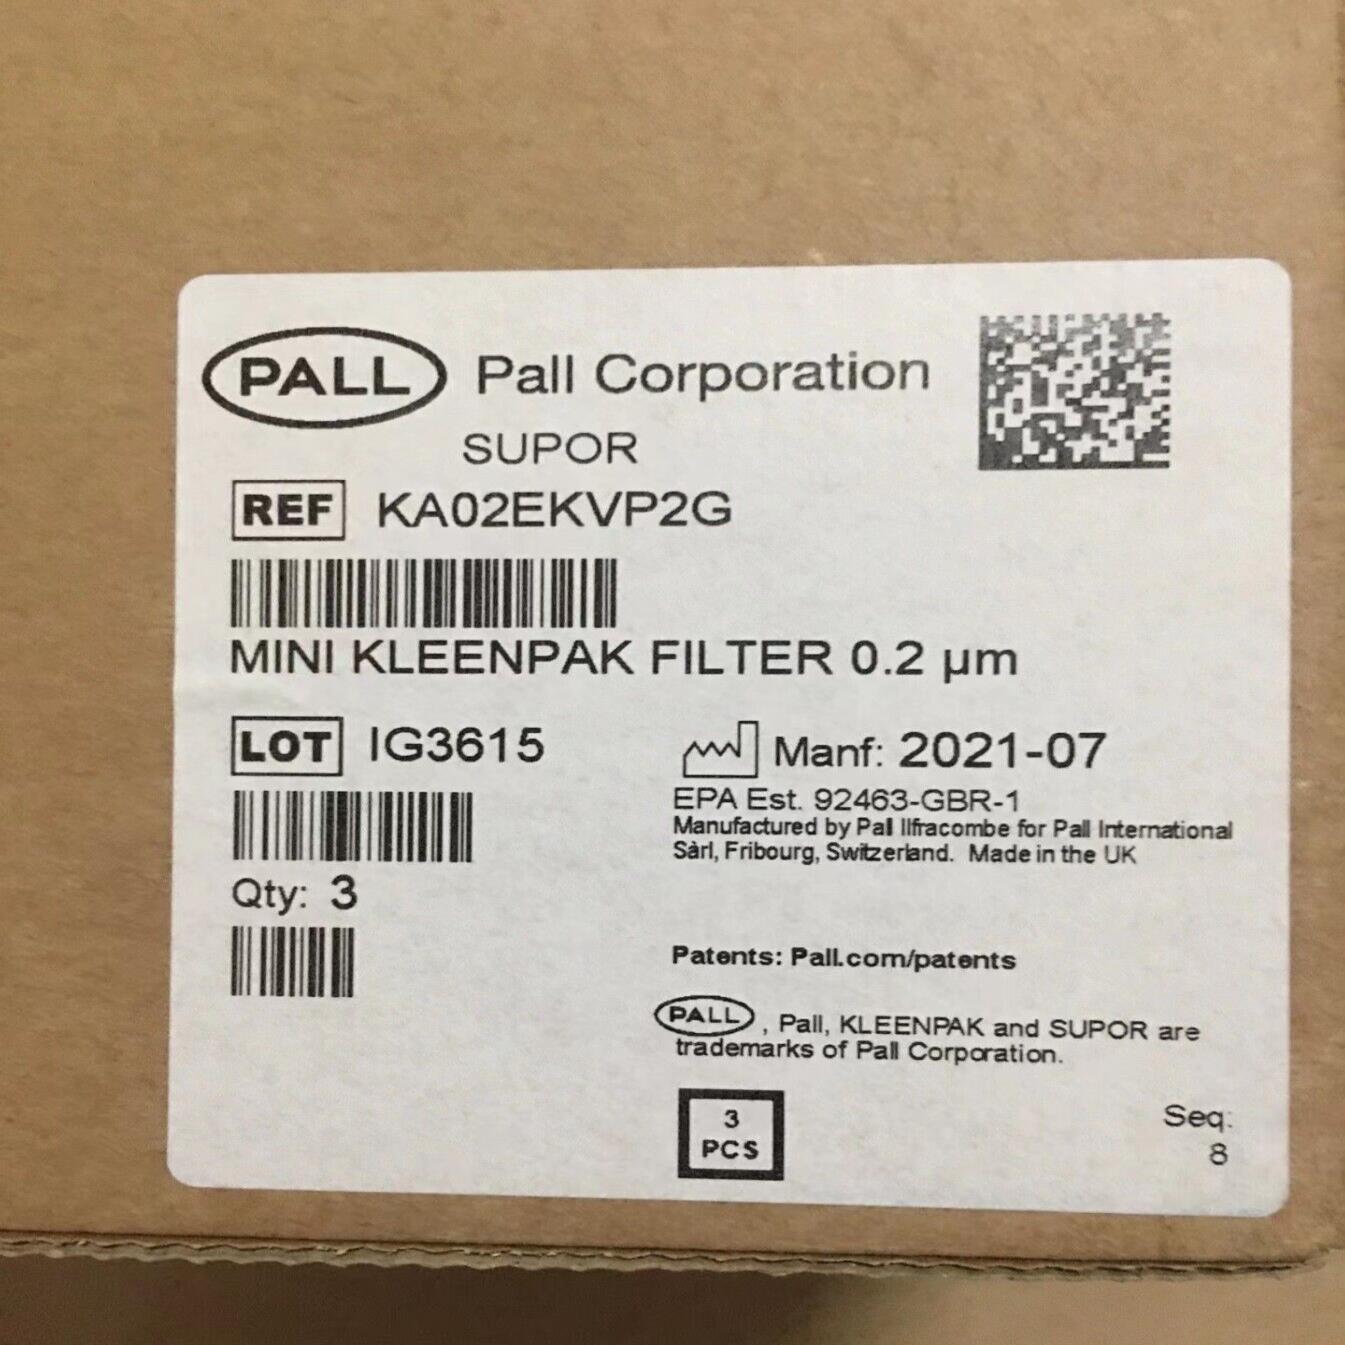 PALL Pall Corporation
SUPOR
REF KA02EKVP2G
MINI KLEENPAK FILTER 0.2 µm
LOT IG3615
Manf: 2021-07
EPA Est. 92463-GBR-1
Manufactured by Pall Ilfracombe for Pall International
Sàrl, Fribourg, Switzerland. Made in the UK
Qty: 3
Patents: Pall.com/patents
PALL, Pall, KLEENPAK and SUPOR are
trademarks of Pall Corporation.
3
PCS
Seq:
8